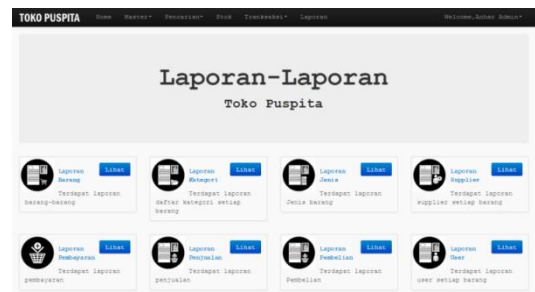 TOKO PUSPITA Home Master Pencarian Stok Transkaksi Laporan Welcome,Anhar Admin
Laporan-Laporan
Toko Puspita
Laporan Barang Lihat
Terdapat laporan barang-barang
Laporan Kategori Lihat
Terdapat laporan daftar kategori setiap barang
Laporan Jenis Lihat
Terdapat laporan Jenis barang
Laporan Supplier Lihat
Terdapat laporan supplier setiap barang
Laporan Pembayaran Lihat
Terdapat laporan pembayaran
Laporan Penjualan Lihat
Terdapat laporan penjualan
Laporan Pembelian Lihat
Terdapat laporan Pembelian
Laporan User Lihat
Terdapat laporan user setiap barang